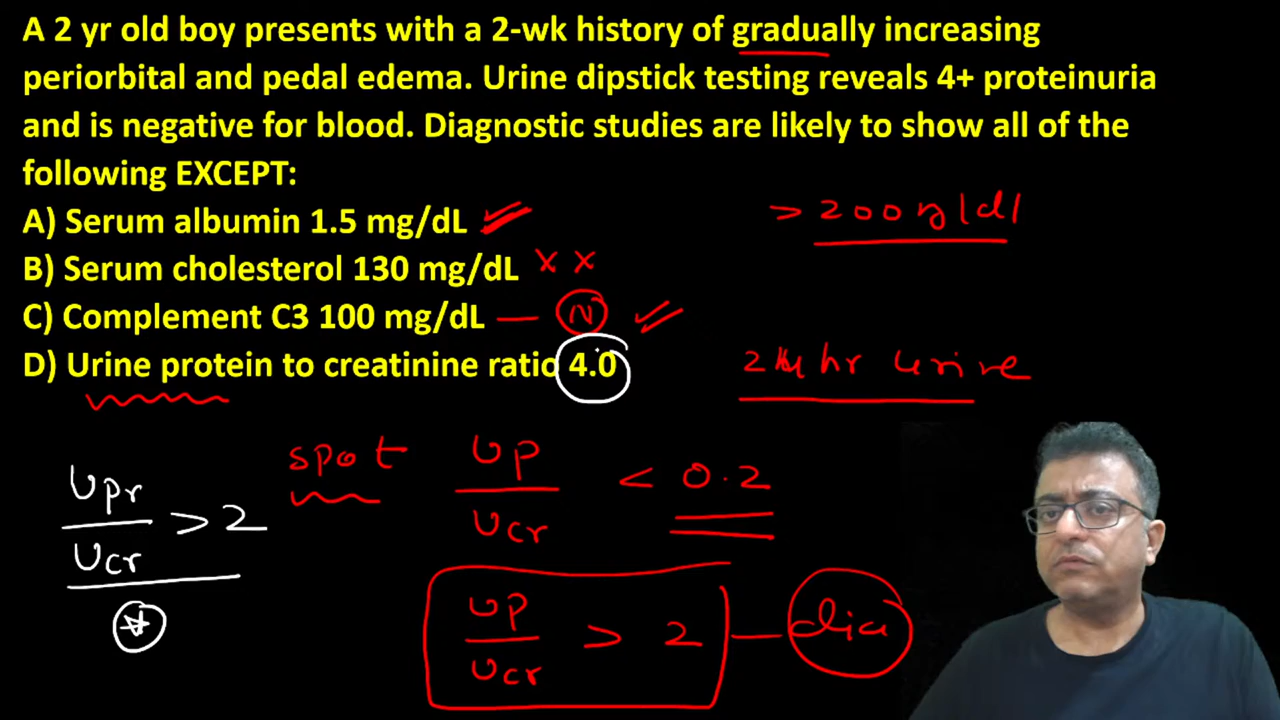 A 2 yr old boy presents with a 2-wk history of gradually increasing
periorbital and pedal edema. Urine dipstick testing reveals 4+ proteinuria
and is negative for blood. Diagnostic studies are likely to show all of the
following EXCEPT:
A) Serum albumin 1.5 mg/dL
> 200
B) Serum cholesterol 130 mg/dL X X
C) Complement C3 100 mg/dL — N
D) Urine protein to creatinine ratio 4.0
hr urine
Upr
Ucr
> 2
spot
UP
Ucr
< 0.2
UP
Ucr
> 2 — dia